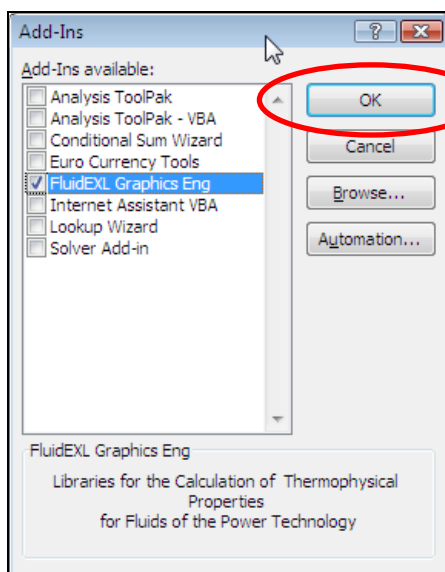 Add-Ins
Add-Ins available:
Analysis ToolPak
Analysis ToolPak - VBA
Conditional Sum Wizard
Euro Currency Tools
FluidEXL Graphics Eng
Internet Assistant VBA
Lookup Wizard
Solver Add-in
OK
Cancel
Browse...
Automation...
FluidEXL Graphics Eng
Libraries for the Calculation of Thermophysical
Properties
for Fluids of the Power Technology